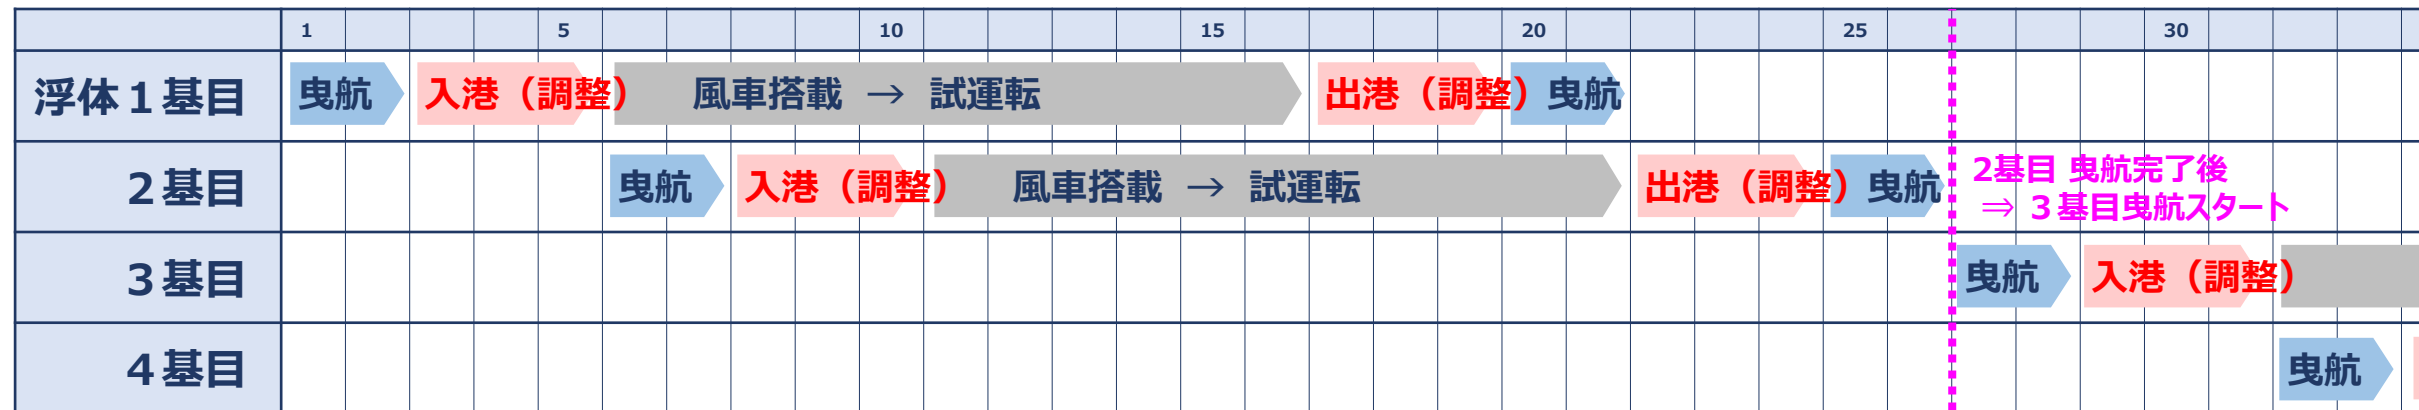 1 5 10 15 20 25 30
浮体１基目 曳航 入港（調整） 風車搭載 → 試運転 出港（調整） 曳航
２基目 曳航 入港（調整） 風車搭載 → 試運転 出港（調整） 曳航
2基目 曳航完了後
⇒ ３基目曳航スタート
３基目 曳航 入港（調整）
４基目 曳航